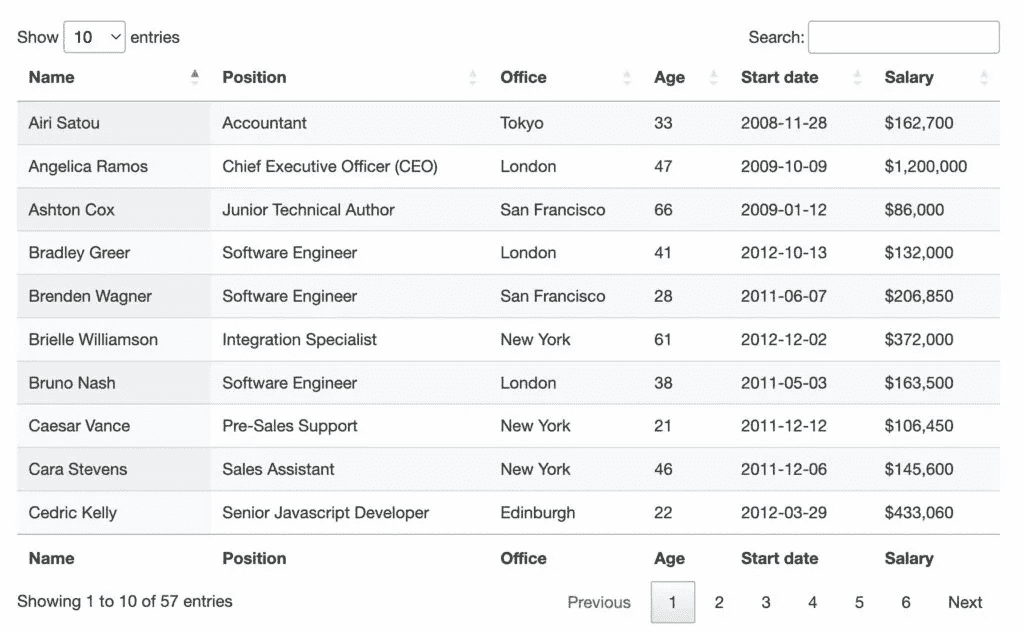 Show 10 entries Search:
Name Position Office Age Start date Salary
Airi Satou Accountant Tokyo 33 2008-11-28 $162,700
Angelica Ramos Chief Executive Officer (CEO) London 47 2009-10-09 $1,200,000
Ashton Cox Junior Technical Author San Francisco 66 2009-01-12 $86,000
Bradley Greer Software Engineer London 41 2012-10-13 $132,000
Brenden Wagner Software Engineer San Francisco 28 2011-06-07 $206,850
Brielle Williamson Integration Specialist New York 61 2012-12-02 $372,000
Bruno Nash Software Engineer London 38 2011-05-03 $163,500
Caesar Vance Pre-Sales Support New York 21 2011-12-12 $106,450
Cara Stevens Sales Assistant New York 46 2011-12-06 $145,600
Cedric Kelly Senior Javascript Developer Edinburgh 22 2012-03-29 $433,060
Name Position Office Age Start date Salary
Showing 1 to 10 of 57 entries Previous 1 2 3 4 5 6 Next